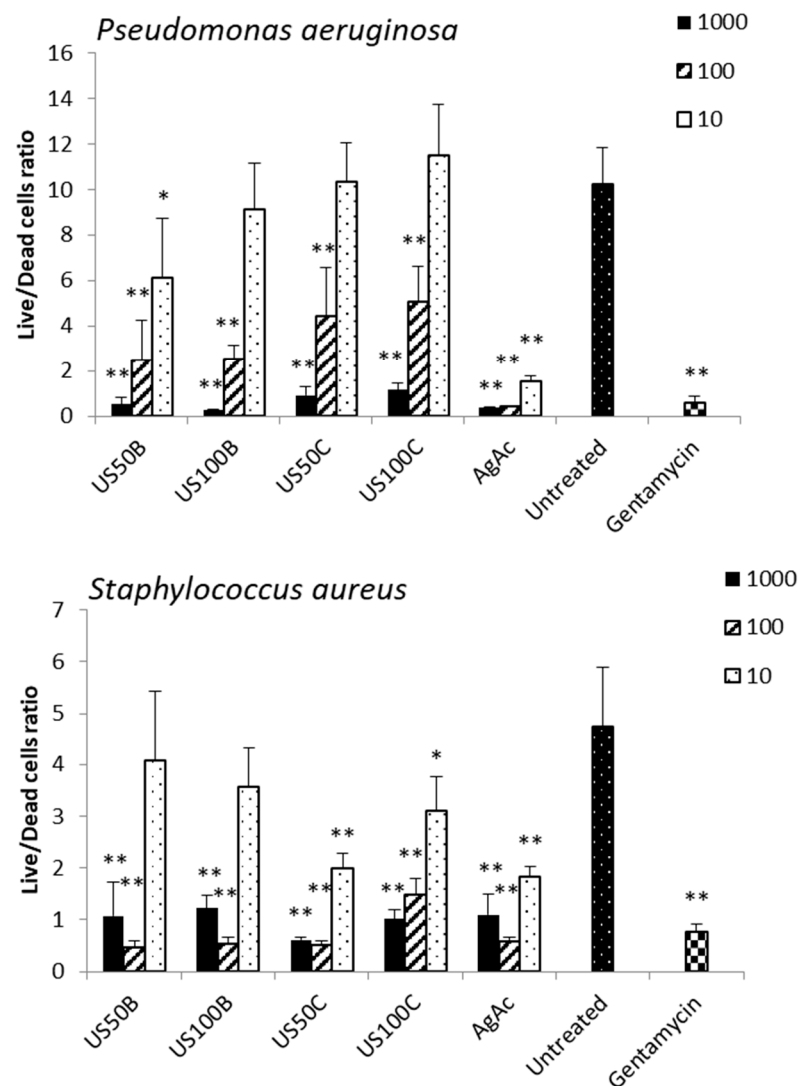 Pseudomonas aeruginosa
1000
100
10
Live/Dead cells ratio
16
14
12
10
8
6
4
2
0
**
**
*
**
**
**
**
**
**
**
**
**
**
US50B
US100B
US50C
US100C
AgAc
Untreated
Gentamycin
Staphylococcus aureus
1000
100
10
Live/Dead cells ratio
7
6
5
4
3
2
1
0
**
**
**
**
**
**
**
**
**
*
**
**
**
**
US50B
US100B
US50C
US100C
AgAc
Untreated
Gentamycin